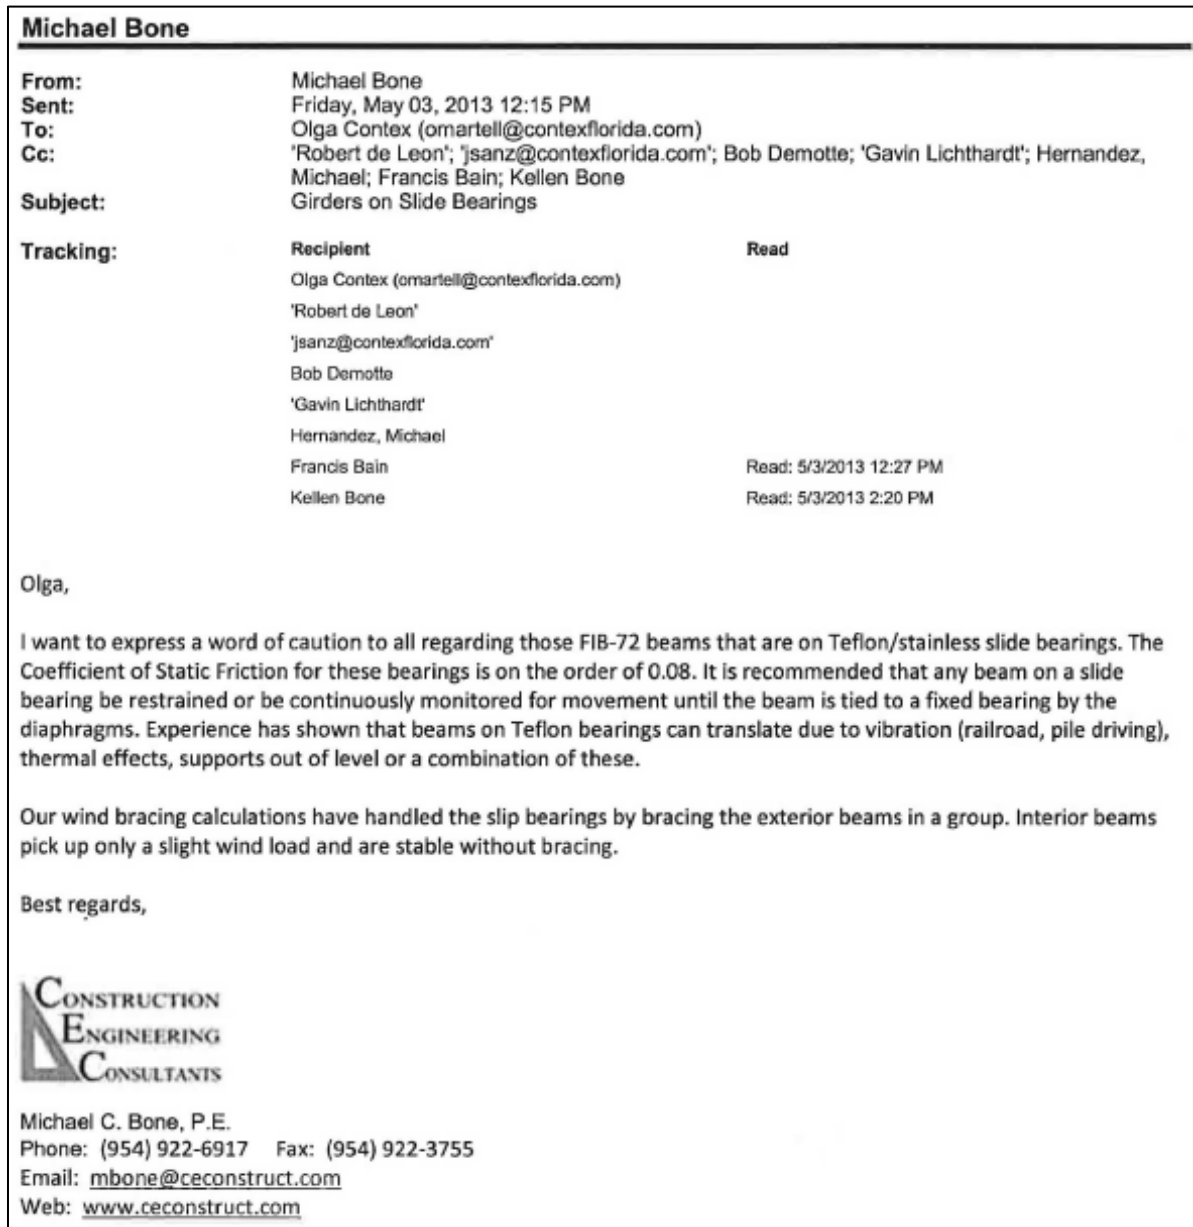 Michael Bone
From: Michael Bone
Sent: Friday, May 03, 2013 12:15 PM
To: Olga Contex (omartell@contexflorida.com)
Cc: 'Robert de Leon'; 'jsanz@contexflorida.com'; Bob Demotte; 'Gavin Lichthardt'; Hernandez,
Michael; Francis Bain; Kellen Bone
Subject: Girders on Slide Bearings
Tracking: Recipient Read
Olga Contex (omartell@contexflorida.com)
'Robert de Leon'
'jsanz@contexflorida.com'
Bob Demotte
'Gavin Lichthardt'
Hernandez, Michael
Francis Bain Read: 5/3/2013 12:27 PM
Kellen Bone Read: 5/3/2013 2:20 PM
Olga,
I want to express a word of caution to all regarding those FIB-72 beams that are on Teflon/stainless slide bearings. The
Coefficient of Static Friction for these bearings is on the order of 0.08. It is recommended that any beam on a slide
bearing be restrained or be continuously monitored for movement until the beam is tied to a fixed bearing by the
diaphragms. Experience has shown that beams on Teflon bearings can translate due to vibration (railroad, pile driving),
thermal effects, supports out of level or a combination of these.
Our wind bracing calculations have handled the slip bearings by bracing the exterior beams in a group. Interior beams
pick up only a slight wind load and are stable without bracing.
Best regards,
CONSTRUCTION
ENGINEERING
CONSULTANTS
Michael C. Bone, P.E.
Phone: (954) 922-6917 Fax: (954) 922-3755
Email: mbone@ceconstruct.com
Web: www.ceconstruct.com